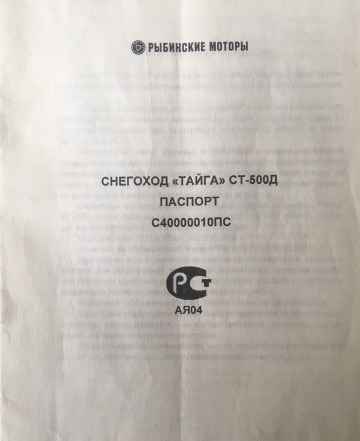 РЫБИНСКИЕ МОТОРЫ
СНЕГОХОД «ТАЙГА» СТ-500Д
ПАСПОРТ
С40000010ПС
РСТ
АЯ04